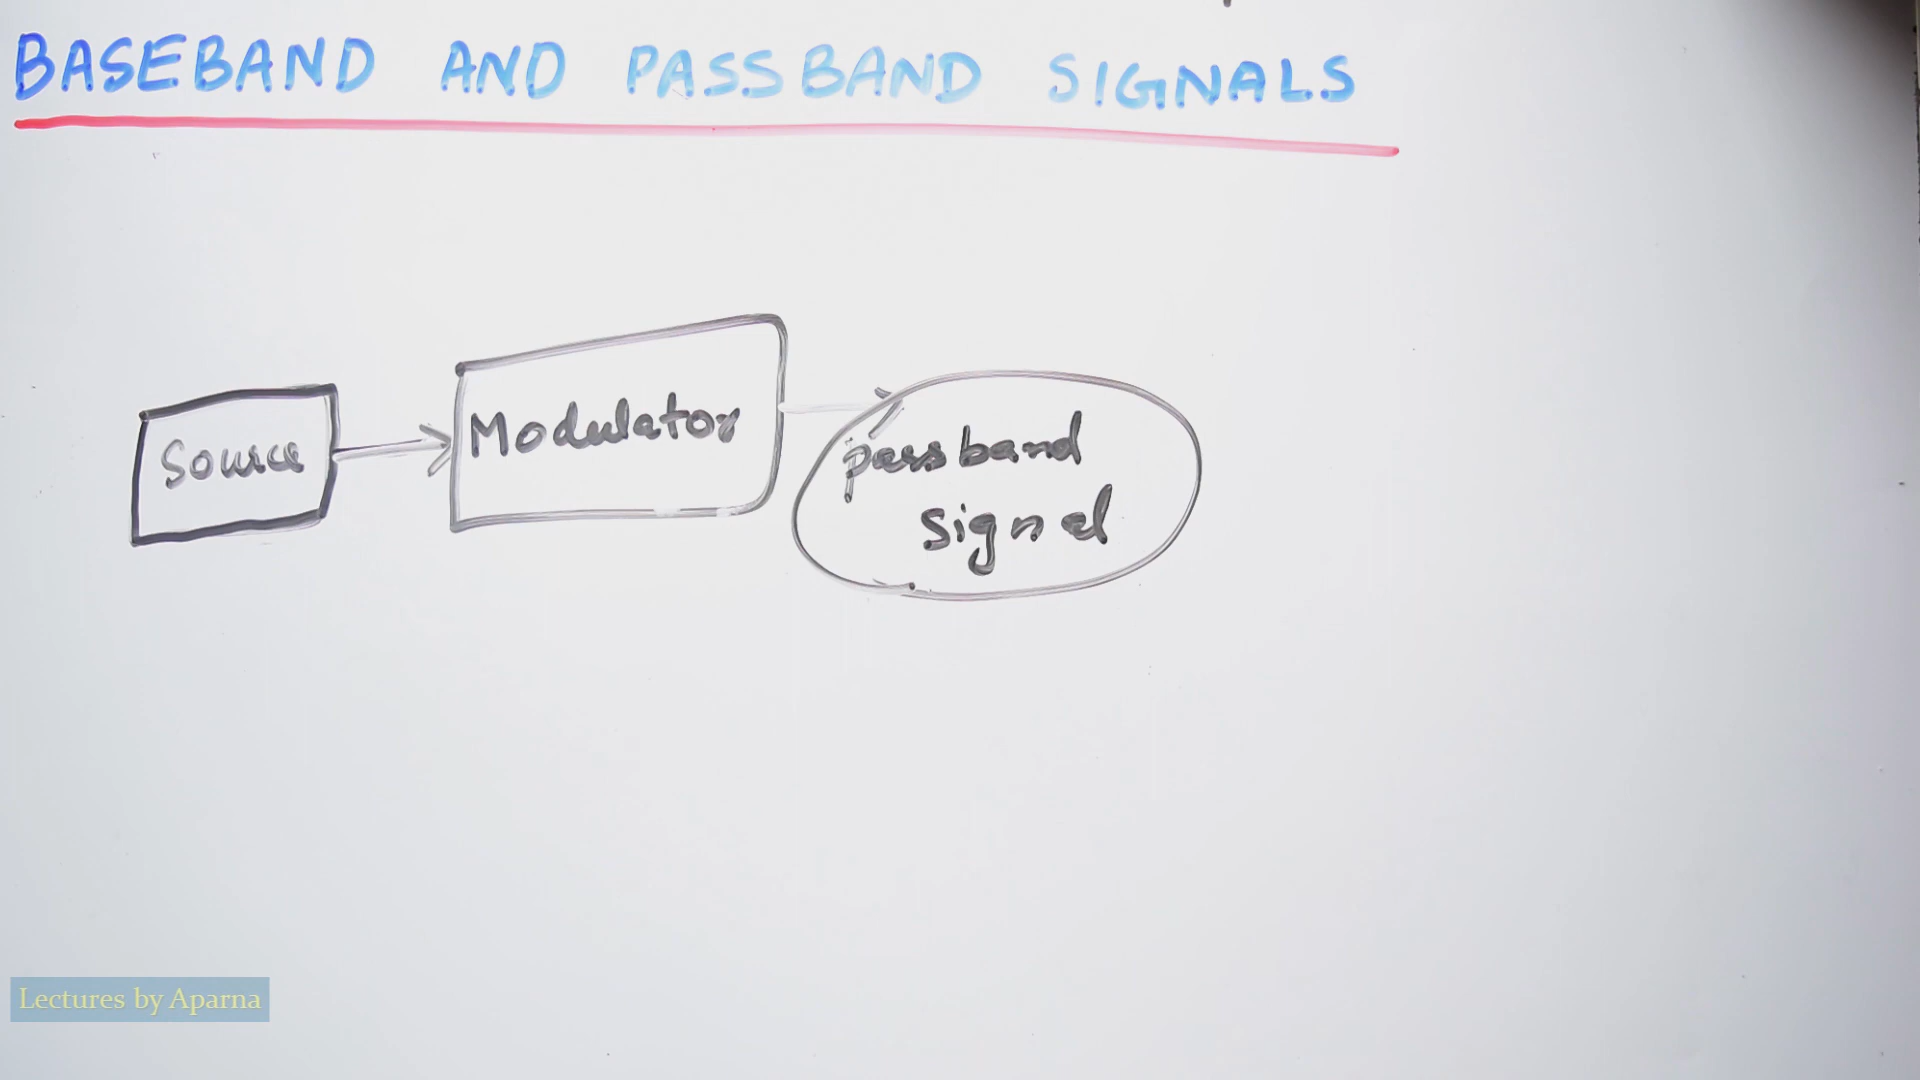 BASEBAND AND PASSBAND SIGNALS
Source
Modulator
passband
signal
Lectures by Aparna